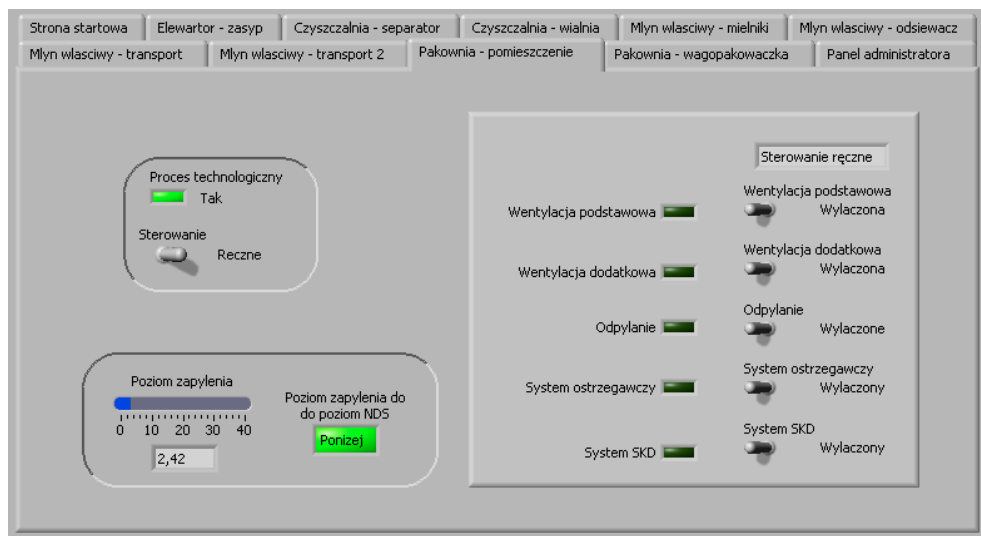 Strona startowa Elewartor - zasyp Czyszczalnia - separator Czyszczalnia - wialnia Mlyn wlasciwy - mielniki Mlyn wlasciwy - odsiewacz
Mlyn wlasciwy - transport Mlyn wlasciwy - transport 2 Pakownia - pomieszczenie Pakownia - wagopakowaczka Panel administratora
Proces technologiczny
Tak
Sterowanie
Reczne
Poziom zapylenia
0 10 20 30 40
2,42
Poziom zapylenia do
do poziom NDS
Ponizej
Sterowanie ręczne
Wentylacja podstawowa
Wentylacja podstawowa
Wylaczona
Wentylacja dodatkowa
Wentylacja dodatkowa
Wylaczona
Odpylanie
Odpylanie
Wylaczone
System ostrzegawczy
System ostrzegawczy
Wylaczony
System SKD
System SKD
Wylaczony